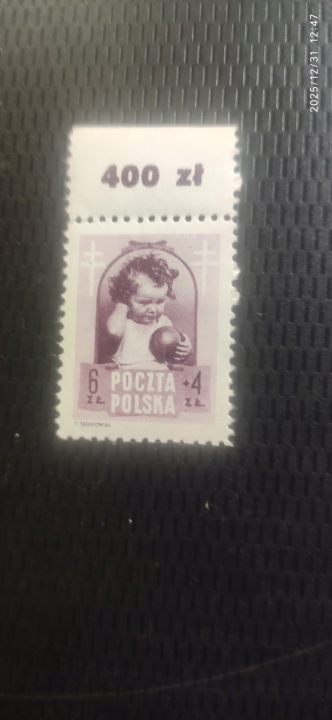 2025/12/31 12:47
400 zł
6 ZŁ.
POCZTA
POLSKA
+4 ZŁ.